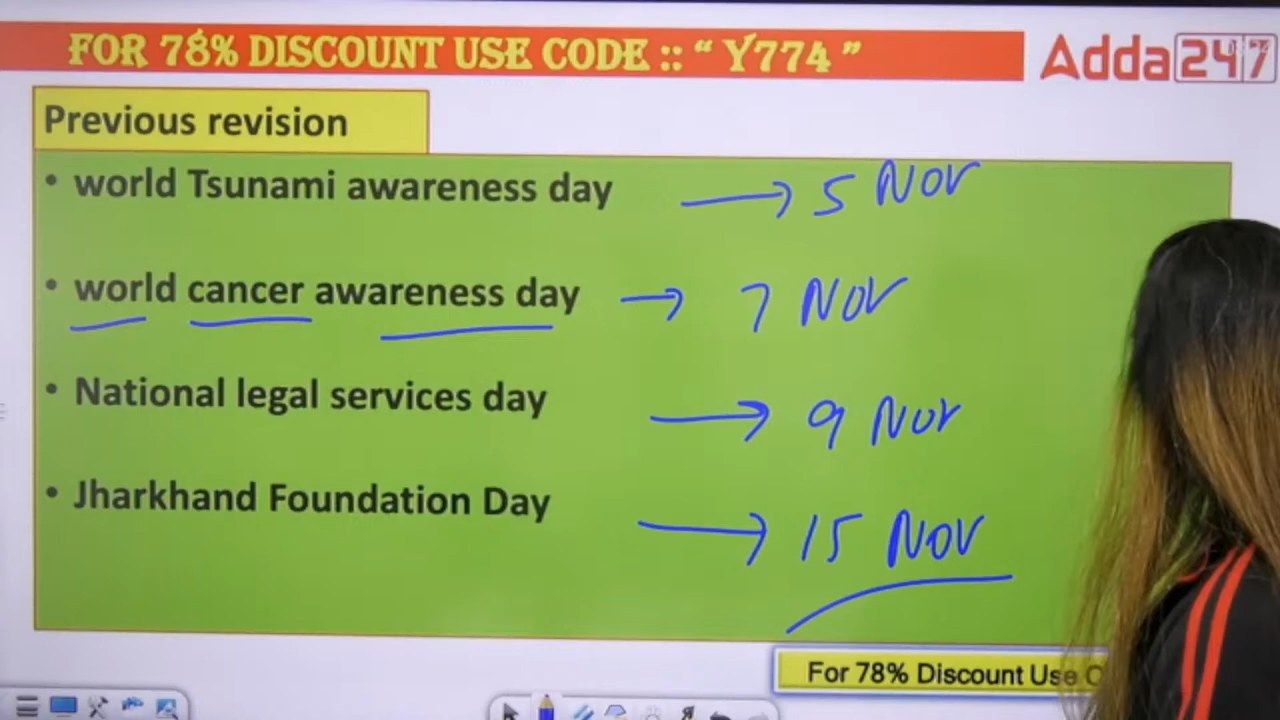 FOR 78% DISCOUNT USE CODE :: “ Y774 ”
Adda247
Previous revision
• world Tsunami awareness day → 5 Nov
• world cancer awareness day → 7 Nov
• National legal services day → 9 Nov
• Jharkhand Foundation Day → 15 Nov
For 78% Discount Use